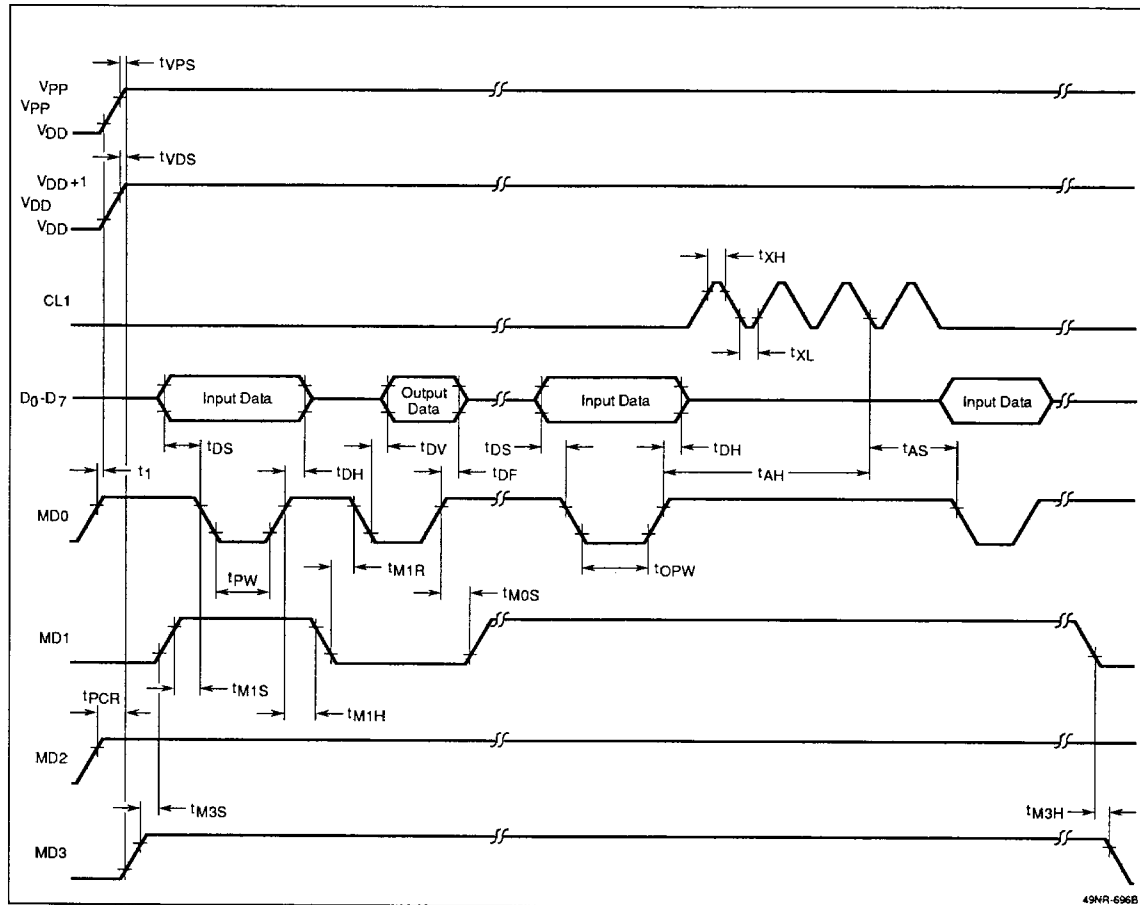 tVPS
VPP
VPP
VDD
tVDS
VDD+1
VDD
VDD
tXH
CL1
tXL
D0-D7
Input Data
Output
Data
Input Data
Input Data
tDS
tDV
tDS
tDH
tAS
t1
tDH
tDF
tAH
MD0
tPW
tM1R
tOPW
tM0S
MD1
tPCR
tM1S
tM1H
MD2
tM3S
tM3H
MD3
49NR-696B